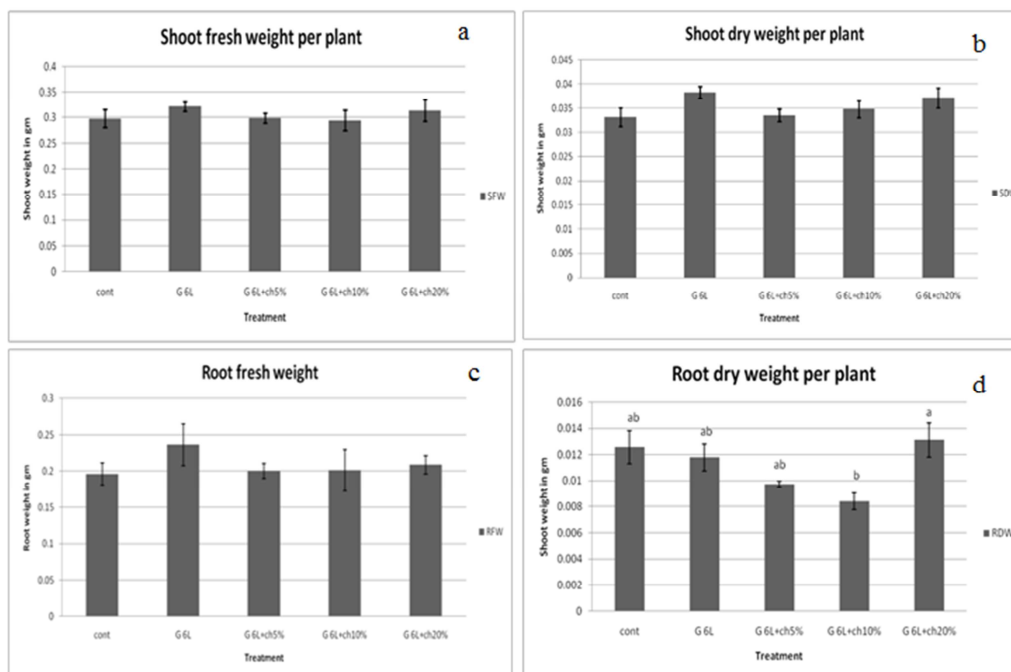 Shoot fresh weight per plant
a
0.4
0.35
0.3
0.25
0.2
0.15
0.1
0.05
0
Shoot weight in gm
cont
G 6L
G 6L+ch5%
G 6L+ch10%
G 6L+ch20%
Treatment
SFW
Shoot dry weight per plant
b
0.045
0.04
0.035
0.03
0.025
0.02
0.015
0.01
0.005
0
Shoot weight in gm
cont
G 6L
G 6L+ch5%
G 6L+ch10%
G 6L+ch20%
Treatment
Root fresh weight
c
0.3
0.25
0.2
0.15
0.1
0.05
0
Root weight in gm
cont
G 6L
G 6L+ch5%
G 6L+ch10%
G 6L+ch20%
Treatment
RFW
Root dry weight per plant
d
0.016
0.014
0.012
0.01
0.008
0.006
0.004
0.002
0
Shoot weight in gm
ab
ab
ab
b
a
cont
G 6L
G 6L+ch5%
G 6L+ch10%
G 6L+ch20%
Treatment
RDW